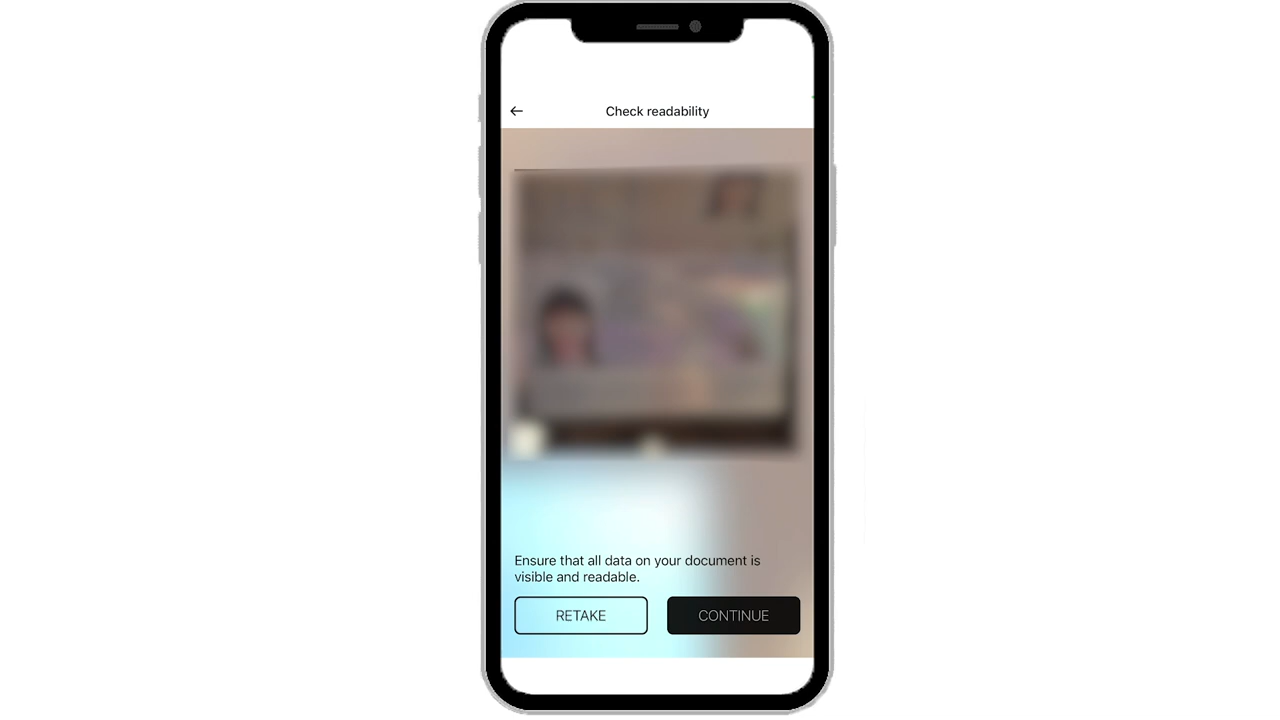 Check readability
Ensure that all data on your document is
visible and readable.
RETAKE
CONTINUE